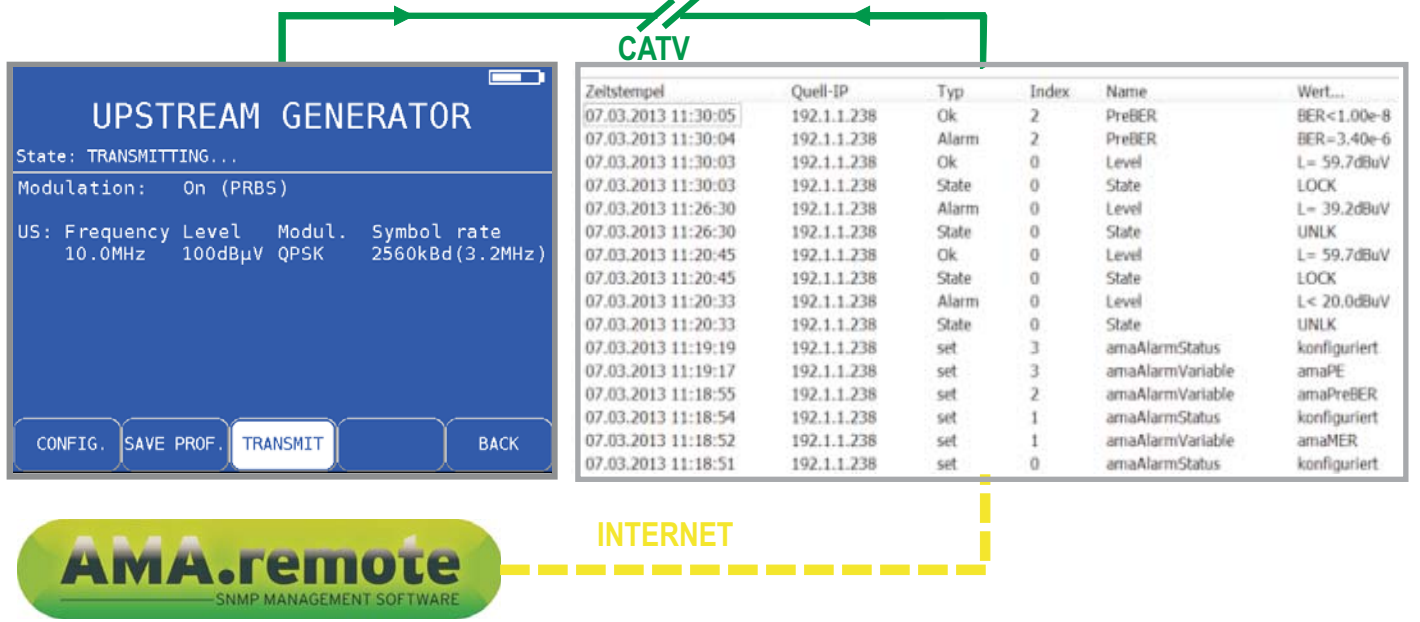 CATV
UPSTREAM GENERATOR
State: TRANSMITTING...
Modulation: On (PRBS)
US: Frequency Level Modul. Symbol rate
10.0MHz 100dBµV QPSK 2560kBd(3.2MHz)
CONFIG. SAVE PROF. TRANSMIT BACK
Zeitstempel Quell-IP Typ Index Name Wert...
07.03.2013 11:30:05 192.1.1.238 Ok 2 PreBER BER<1.00e-8
07.03.2013 11:30:04 192.1.1.238 Alarm 2 PreBER BER=3.40e-6
07.03.2013 11:30:03 192.1.1.238 Ok 0 Level L= 59.7dBuV
07.03.2013 11:30:03 192.1.1.238 State 0 State LOCK
07.03.2013 11:26:30 192.1.1.238 Alarm 0 Level L= 39.2dBuV
07.03.2013 11:26:30 192.1.1.238 State 0 State UNLK
07.03.2013 11:20:45 192.1.1.238 Ok 0 Level L= 59.7dBuV
07.03.2013 11:20:45 192.1.1.238 State 0 State LOCK
07.03.2013 11:20:33 192.1.1.238 Alarm 0 Level L< 20.0dBuV
07.03.2013 11:20:33 192.1.1.238 State 0 State UNLK
07.03.2013 11:19:19 192.1.1.238 set 3 amaAlarmStatus konfiguriert
07.03.2013 11:19:17 192.1.1.238 set 3 amaAlarmVariable amaPE
07.03.2013 11:18:55 192.1.1.238 set 2 amaAlarmVariable amaPreBER
07.03.2013 11:18:54 192.1.1.238 set 1 amaAlarmStatus konfiguriert
07.03.2013 11:18:52 192.1.1.238 set 1 amaAlarmVariable amaMER
07.03.2013 11:18:51 192.1.1.238 set 0 amaAlarmStatus konfiguriert
INTERNET
AMA.remote
SNMP MANAGEMENT SOFTWARE